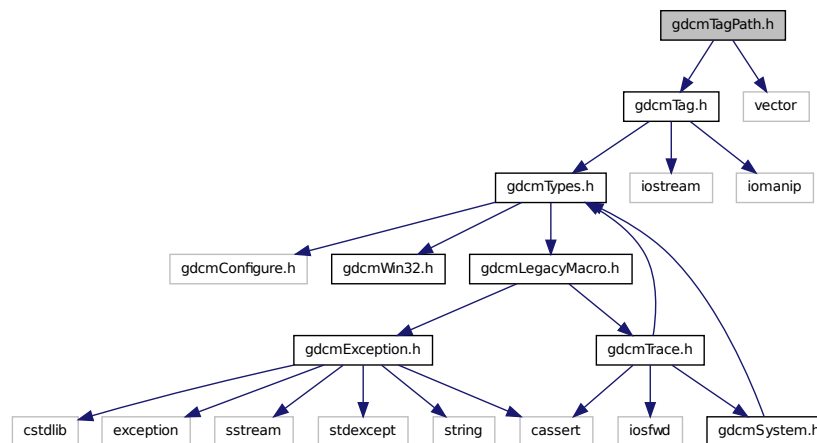 gdcmTagPath.h
gdcmTag.h
vector
gdcmTypes.h
iostream
iomanip
gdcmConfigure.h
gdcmWin32.h
gdcmLegacyMacro.h
gdcmException.h
gdcmTrace.h
cstdlib
exception
sstream
stdexcept
string
cassert
iosfwd
gdcmSystem.h